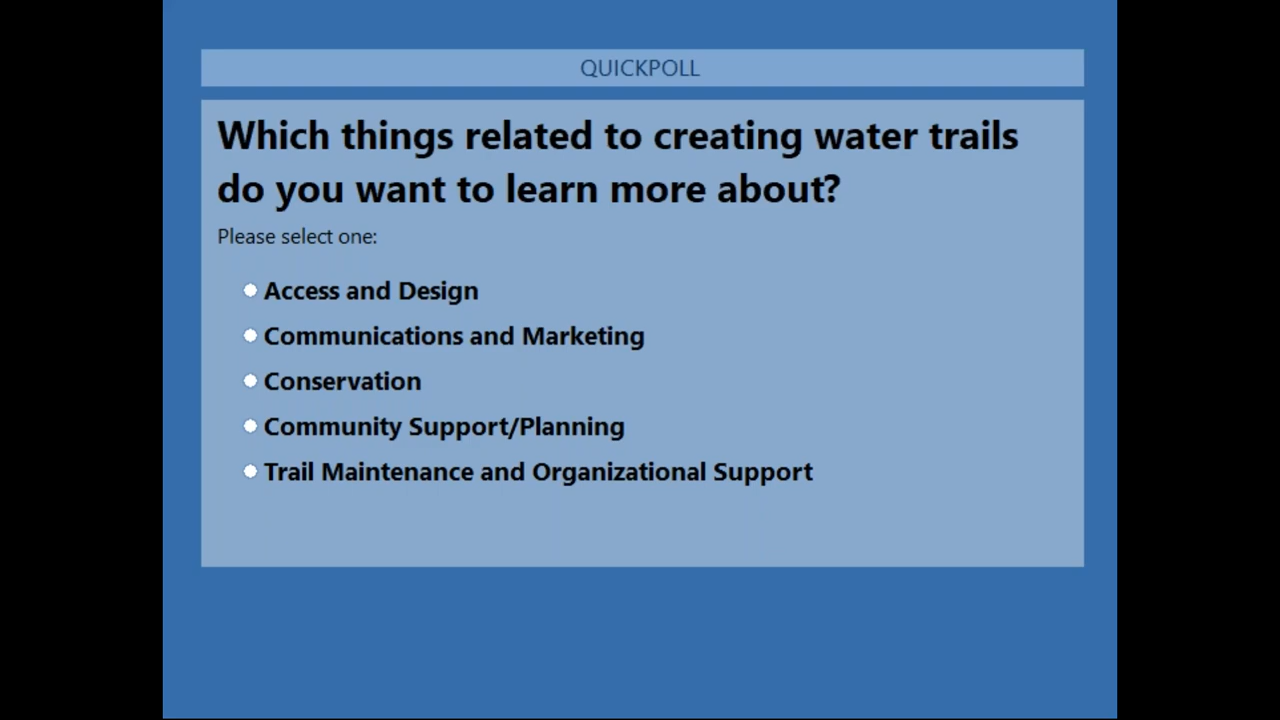 QUICKPOLL
Which things related to creating water trails
do you want to learn more about?
Please select one:
Access and Design
Communications and Marketing
Conservation
Community Support/Planning
Trail Maintenance and Organizational Support